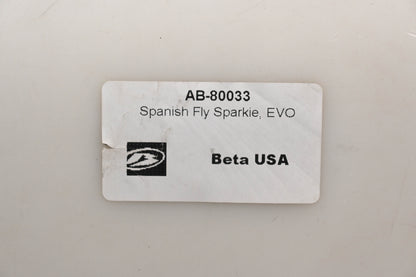 AB-80033
Spanish Fly Sparkie, EVO
Beta USA